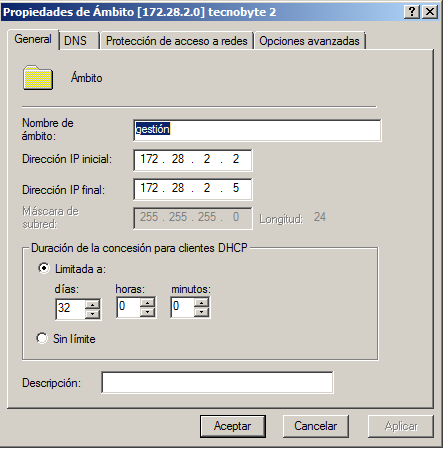 Propiedades de Ámbito [172.28.2.0] tecnobyte 2
General DNS Protección de acceso a redes Opciones avanzadas
Ámbito
Nombre de
ámbito:
gestión
Dirección IP inicial: 172 . 28 . 2 . 2
Dirección IP final: 172 . 28 . 2 . 5
Máscara de
subred:
255 . 255 . 255 . 0 Longitud: 24
Duración de la concesión para clientes DHCP
Limitada a:
días: horas: minutos:
32 0 0
Sin límite
Descripción:
Aceptar Cancelar Aplicar